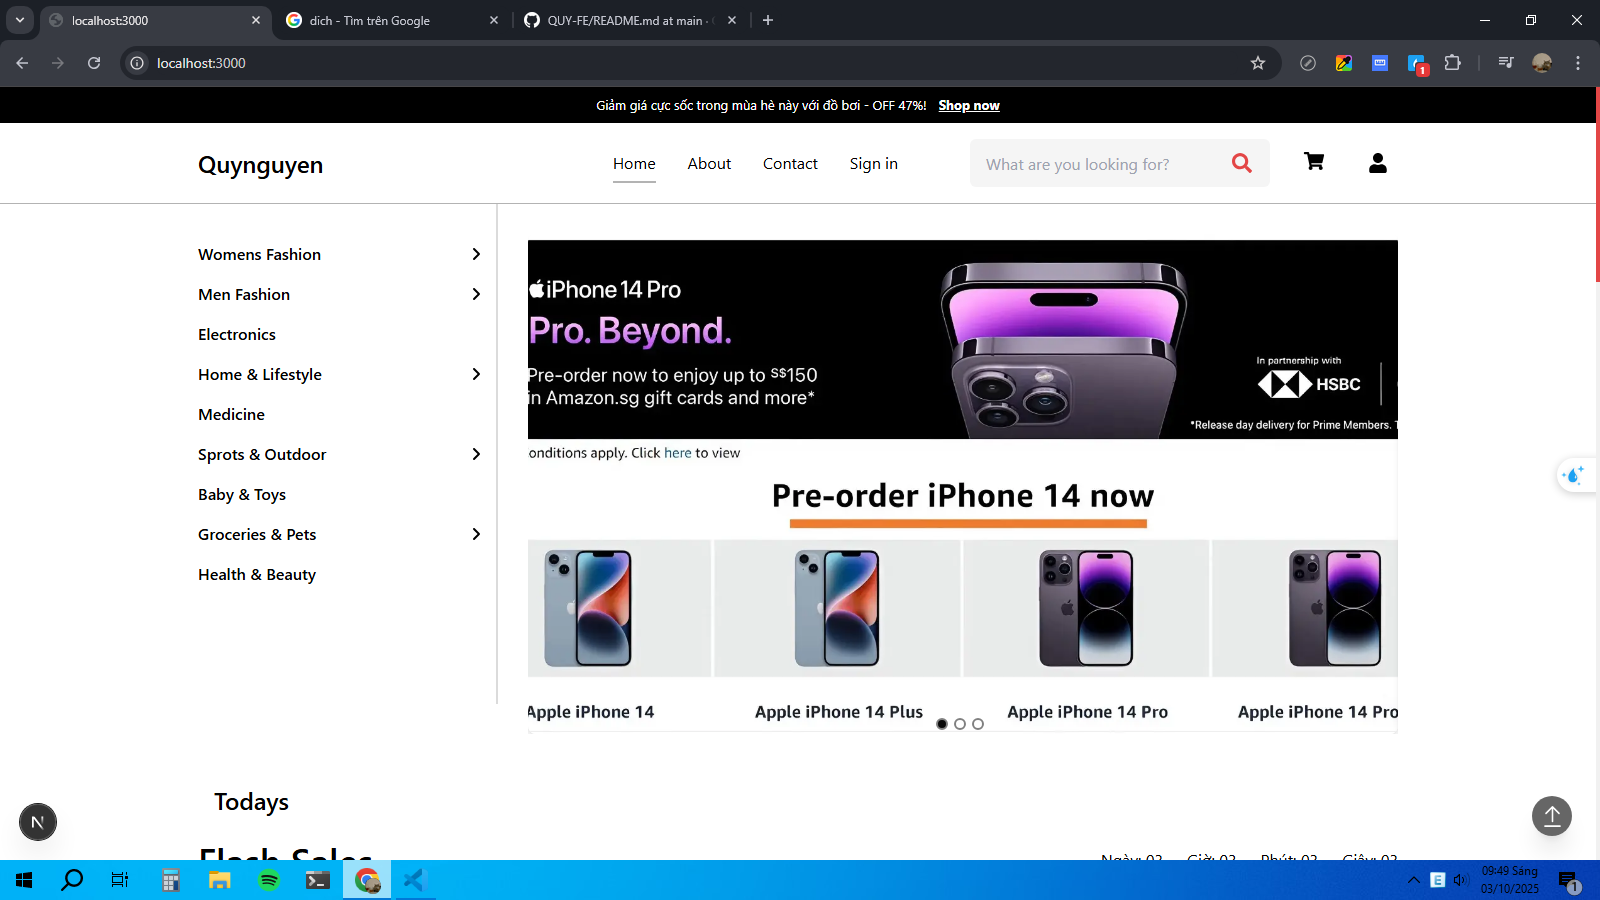 localhost:3000
dich - Tìm trên Google
QUY-FE/README.md at main ·
localhost:3000
1
Giảm giá cực sốc trong mùa hè này với đồ bơi - OFF 47%! Shop now
Quynguyen
Home
About
Contact
Sign in
What are you looking for?
Womens Fashion
Men Fashion
Electronics
Home & Lifestyle
Medicine
Sprots & Outdoor
Baby & Toys
Groceries & Pets
Health & Beauty
iPhone 14 Pro
Pro. Beyond.
Pre-order now to enjoy up to S$150
in Amazon.sg gift cards and more*
In partnership with
HSBC
*Release day delivery for Prime Members. T
onditions apply. Click here to view
Pre-order iPhone 14 now
Apple iPhone 14
Apple iPhone 14 Plus
Apple iPhone 14 Pro
Apple iPhone 14 Pro
Todays
N
Flash Sales
Ngày: 03
Giờ: 03
Phút: 03
Giây: 03
E
09:49 Sáng
03/10/2025
1